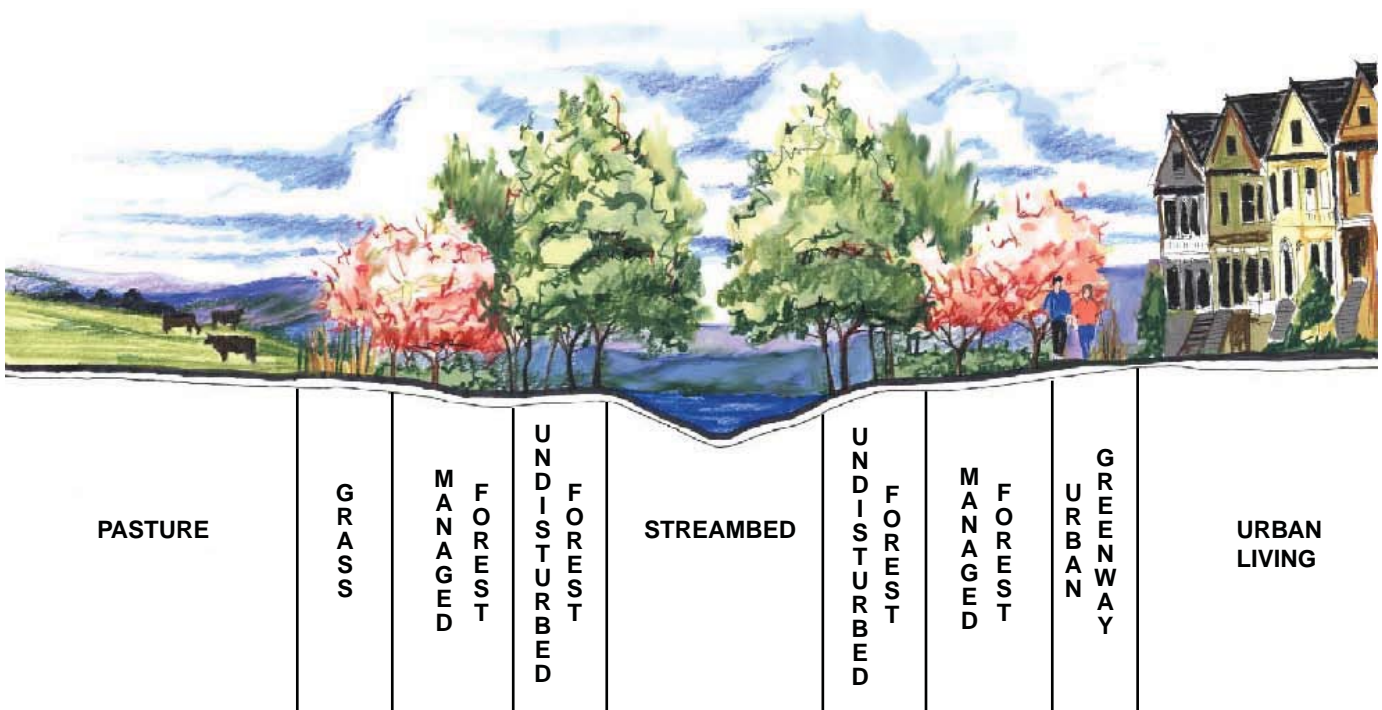 PASTURE
GRASS
MANAGED
FOREST
UNDISTURBED
FOREST
STREAMBED
UNDISTURBED
FOREST
MANAGED
FOREST
URBAN
GREENWAY
URBAN
LIVING